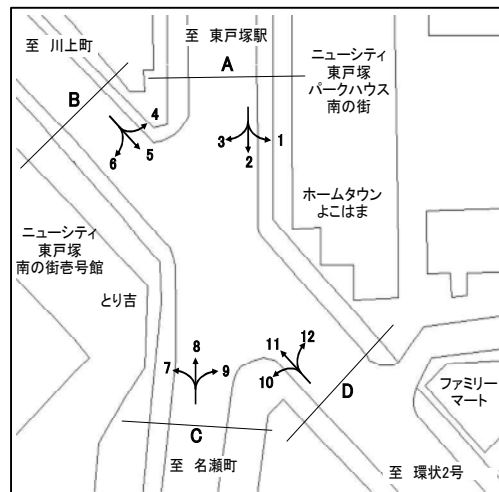 至 東戸塚駅
至 川上町
A
ニューシティ
東戸塚
パークハウス
南の街
B
4
3
1
2
5
6
ホームタウン
よこはま
ニューシティ
東戸塚
南の街壱号館
とり吉
8
11
12
7
9
10
D
ファミリー
マート
C
至 名瀬町
至 環状2号